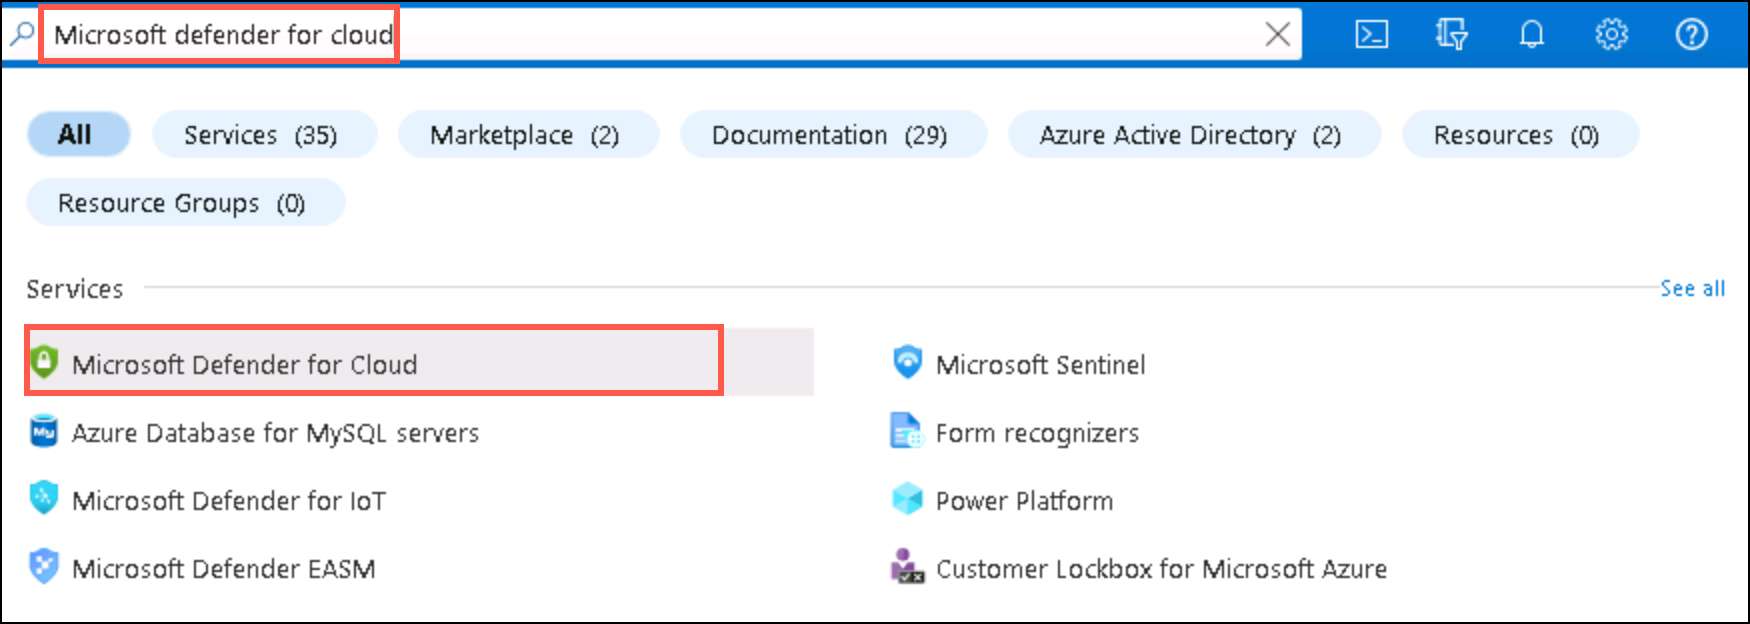 Microsoft defender for cloud
All Services (35) Marketplace (2) Documentation (29) Azure Active Directory (2) Resources (0)
Resource Groups (0)
Services See all
Microsoft Defender for Cloud Microsoft Sentinel
My Azure Database for MySQL servers Form recognizers
Microsoft Defender for IoT Power Platform
Microsoft Defender EASM Customer Lockbox for Microsoft Azure